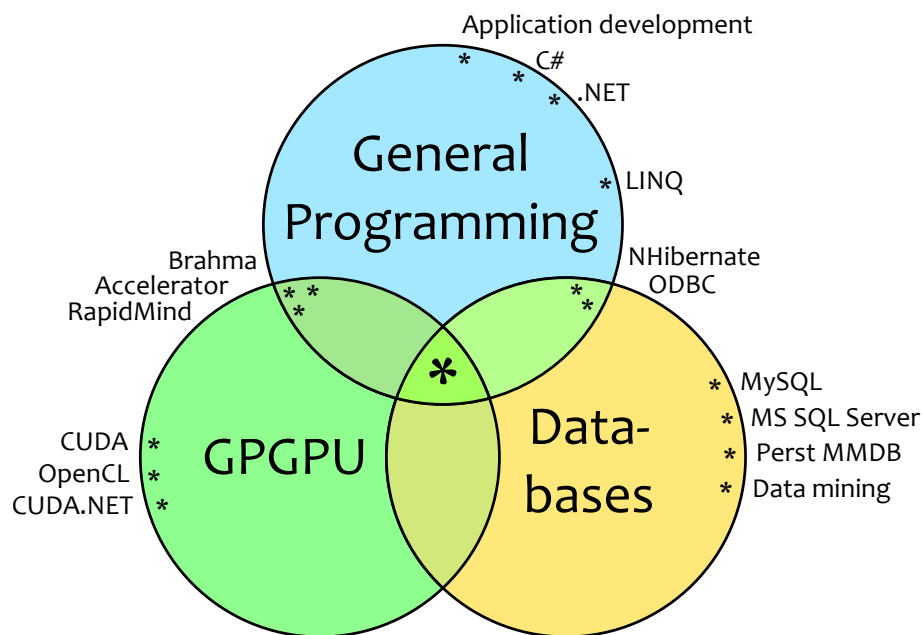 Application development
* C#
* .NET
*
General
Programming
* LINQ
Brahma
Accelerator
RapidMind
* *
*
NHibernate
ODBC
*
*
*
GPGPU
CUDA *
OpenCL *
CUDA.NET *
Data-
bases
* MySQL
* MS SQL Server
* Perst MMDB
* Data mining